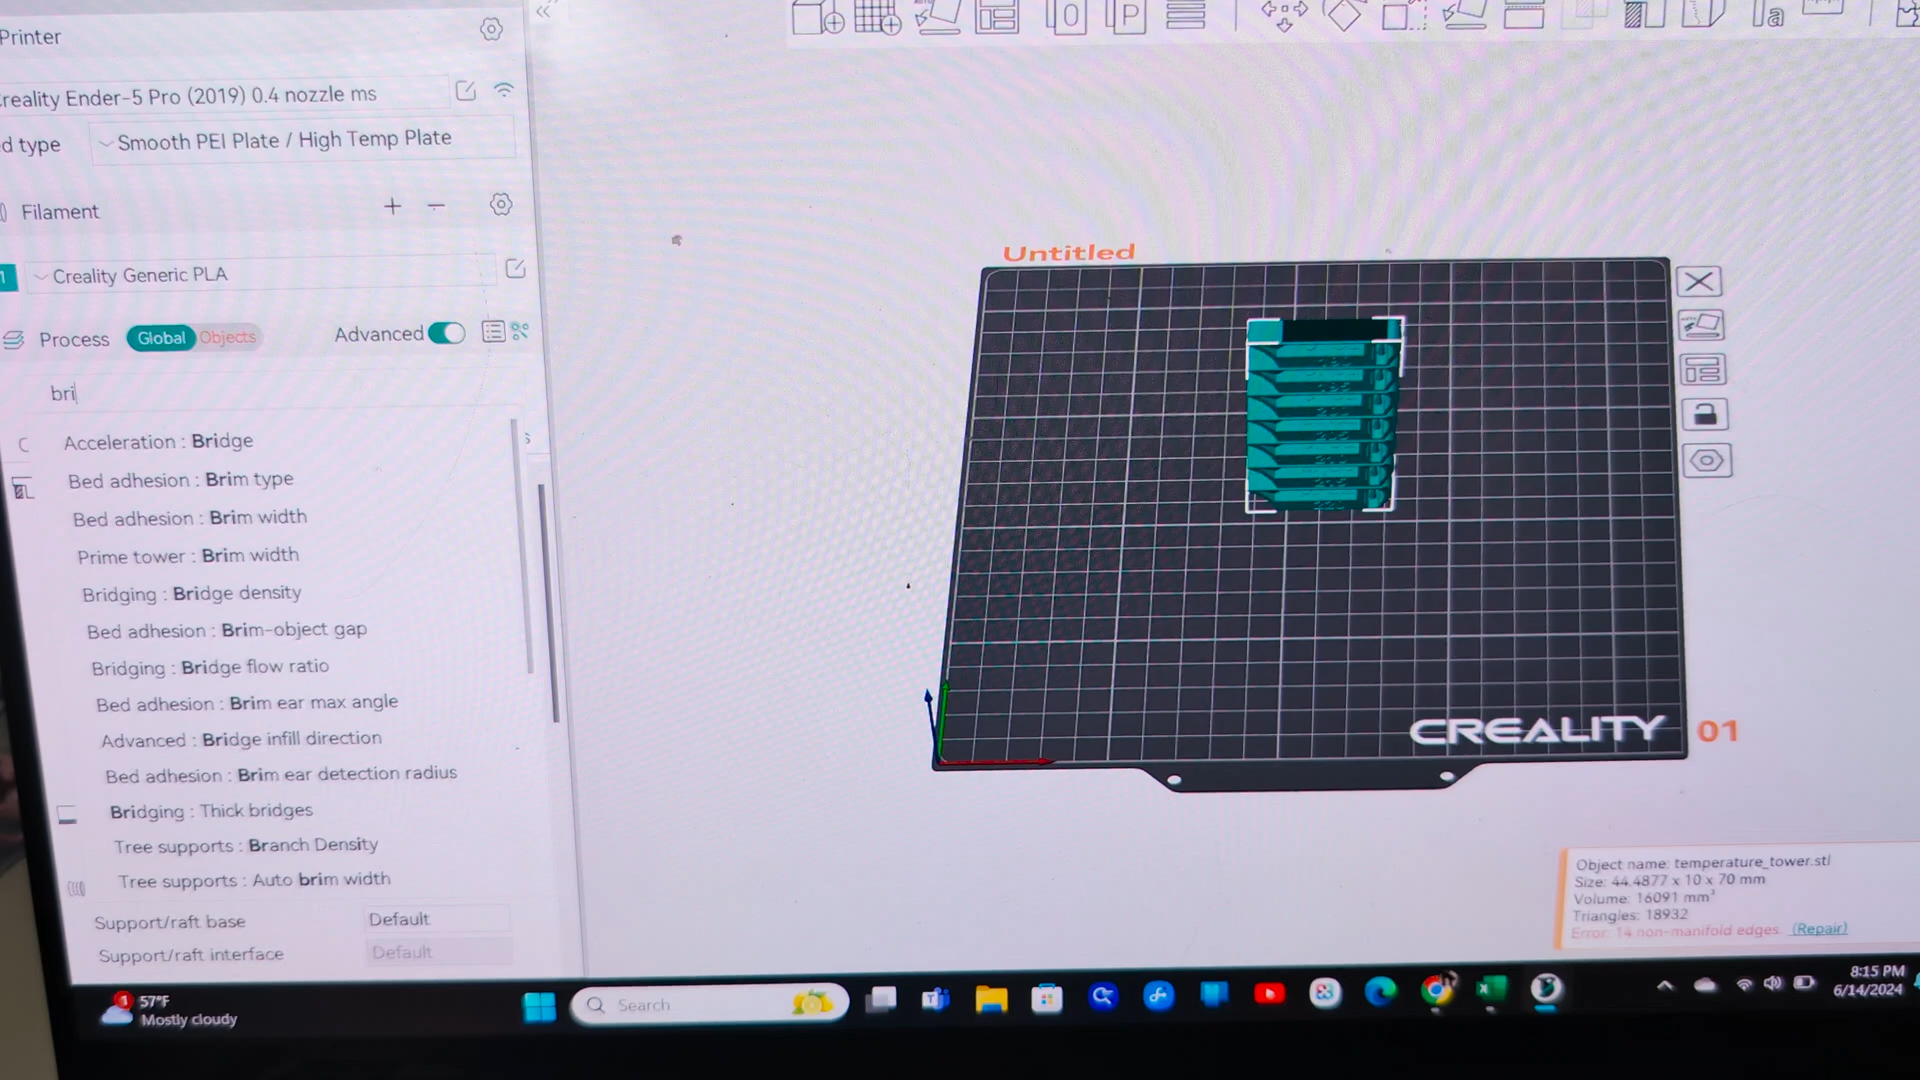 Printer
reality Ender-5 Pro (2019) 0.4 nozzle ms
d type
Smooth PEI Plate / High Temp Plate
Filament
1
Creality Generic PLA
Process
Global
Objects
Advanced
bri
Acceleration : Bridge
Bed adhesion : Brim type
Bed adhesion : Brim width
Prime tower : Brim width
Bridging : Bridge density
Bed adhesion : Brim-object gap
Bridging : Bridge flow ratio
Bed adhesion : Brim ear max angle
Advanced : Bridge infill direction
Bed adhesion : Brim ear detection radius
Bridging : Thick bridges
Tree supports : Branch Density
Tree supports : Auto brim width
Support/raft base
Default
Support/raft interface
Default
Untitled
CREALITY
01
Object name: temperature_tower.stl
Size: 44.4877 x 10 x 70 mm
Volume: 16091 mm³
Triangles: 18932
Error: 14 non-manifold edges. (Repair)
1
57°F
Mostly cloudy
Search
8:15 PM
6/14/2024